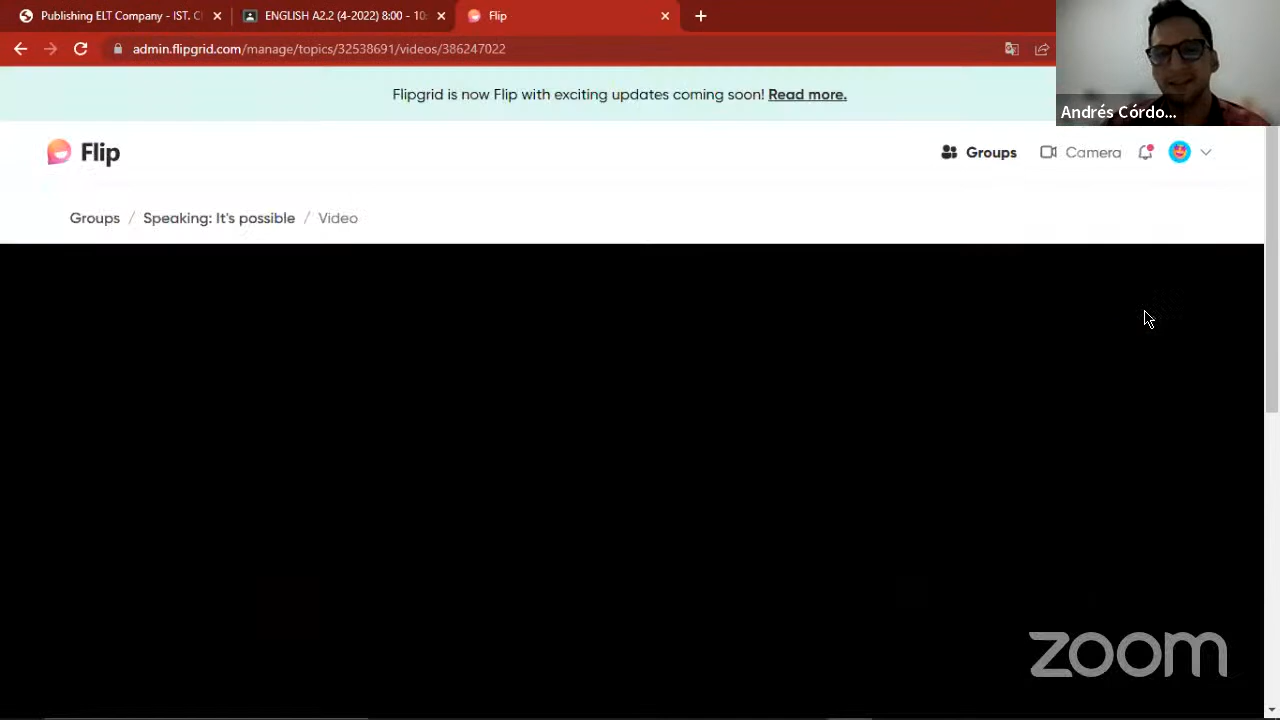 Publishing ELT Company - IST. C
ENGLISH A2.2 (4-2022) 8:00 - 10:
Flip
admin.flipgrid.com/manage/topics/32538691/videos/386247022
Flipgrid is now Flip with exciting updates coming soon! Read more.
Andrés Córdo...
Flip
Groups
Camera
Groups / Speaking: It's possible / Video
zoom